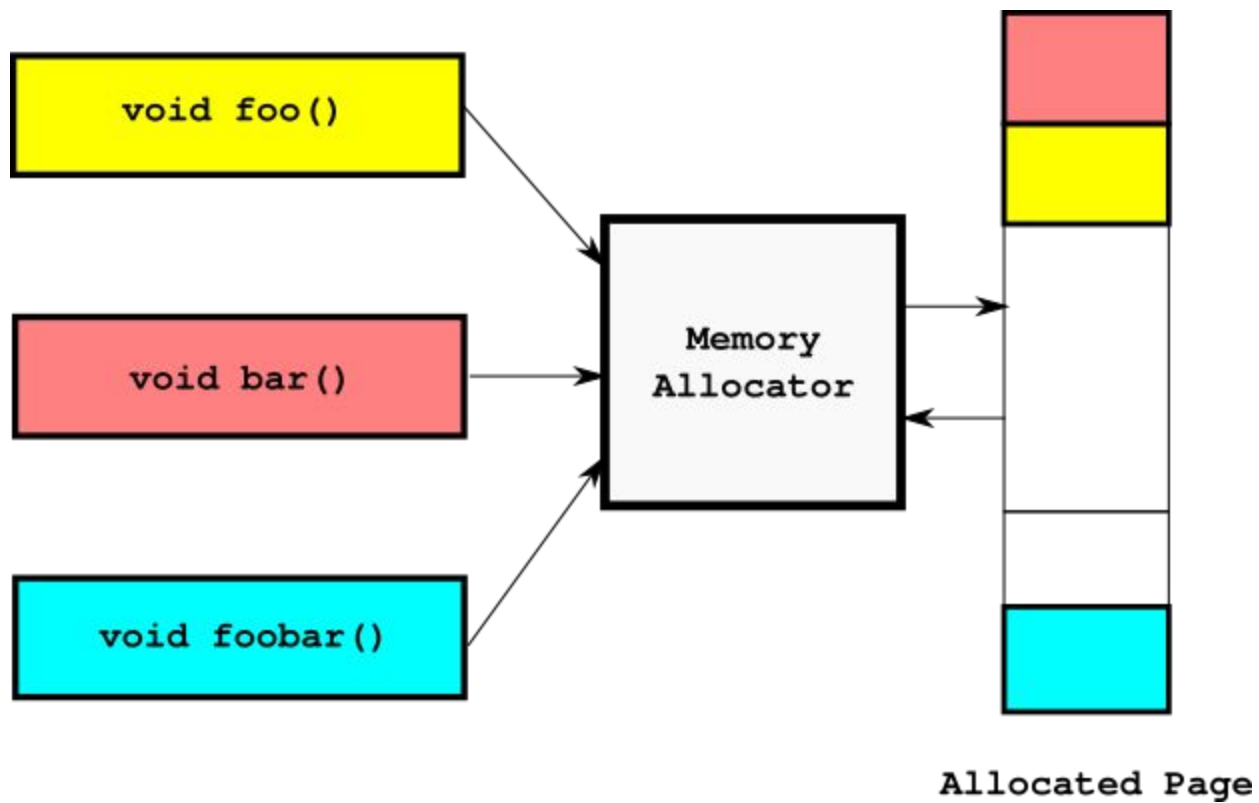 void foo()
void bar()
void foobar()
Memory
Allocator
Allocated Page